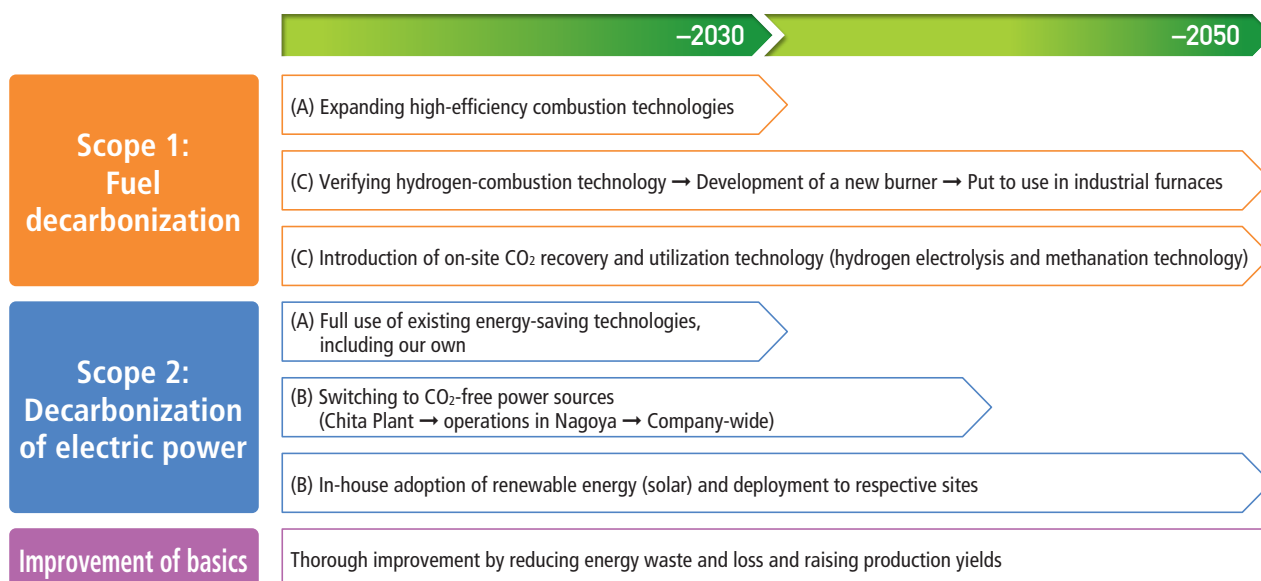 –2030
–2050
Scope 1:
Fuel
decarbonization
(A) Expanding high-efficiency combustion technologies
(C) Verifying hydrogen-combustion technology ➞ Development of a new burner ➞ Put to use in industrial furnaces
(C) Introduction of on-site CO₂ recovery and utilization technology (hydrogen electrolysis and methanation technology)
Scope 2:
Decarbonization
of electric power
(A) Full use of existing energy-saving technologies,
including our own
(B) Switching to CO₂-free power sources
(Chita Plant ➞ operations in Nagoya ➞ Company-wide)
(B) In-house adoption of renewable energy (solar) and deployment to respective sites
Improvement of basics
Thorough improvement by reducing energy waste and loss and raising production yields